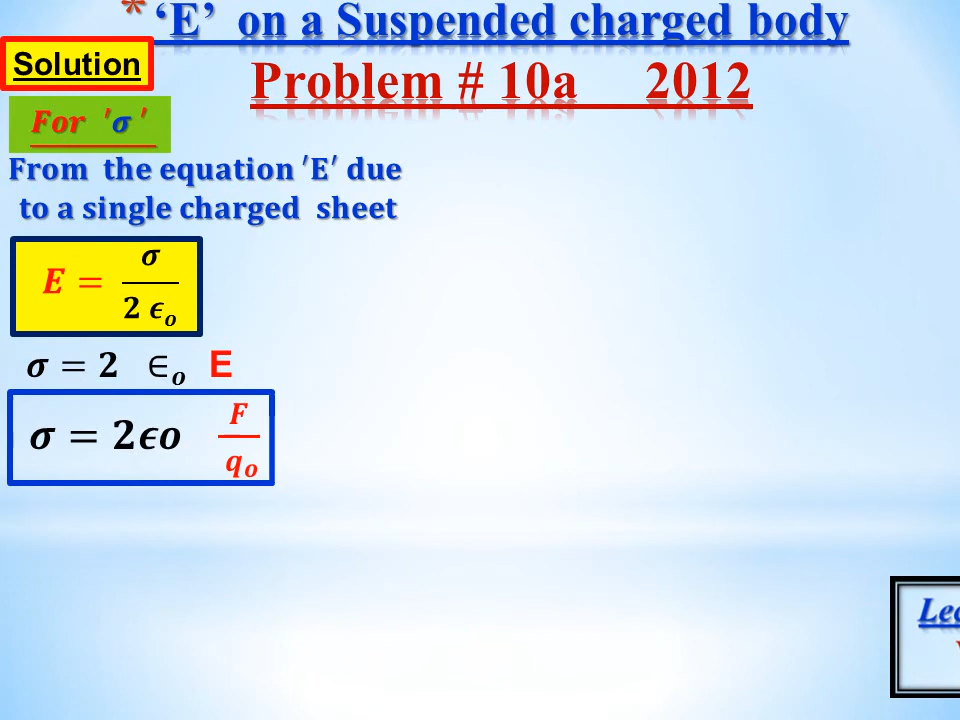 * ‘E’ on a Suspended charged body
Problem # 10a 2012
Solution
For ′σ′
From the equation ′E′ due
to a single charged sheet
E = σ / 2 ϵₒ
σ = 2 ∈ₒ E
σ = 2ϵo F / qₒ